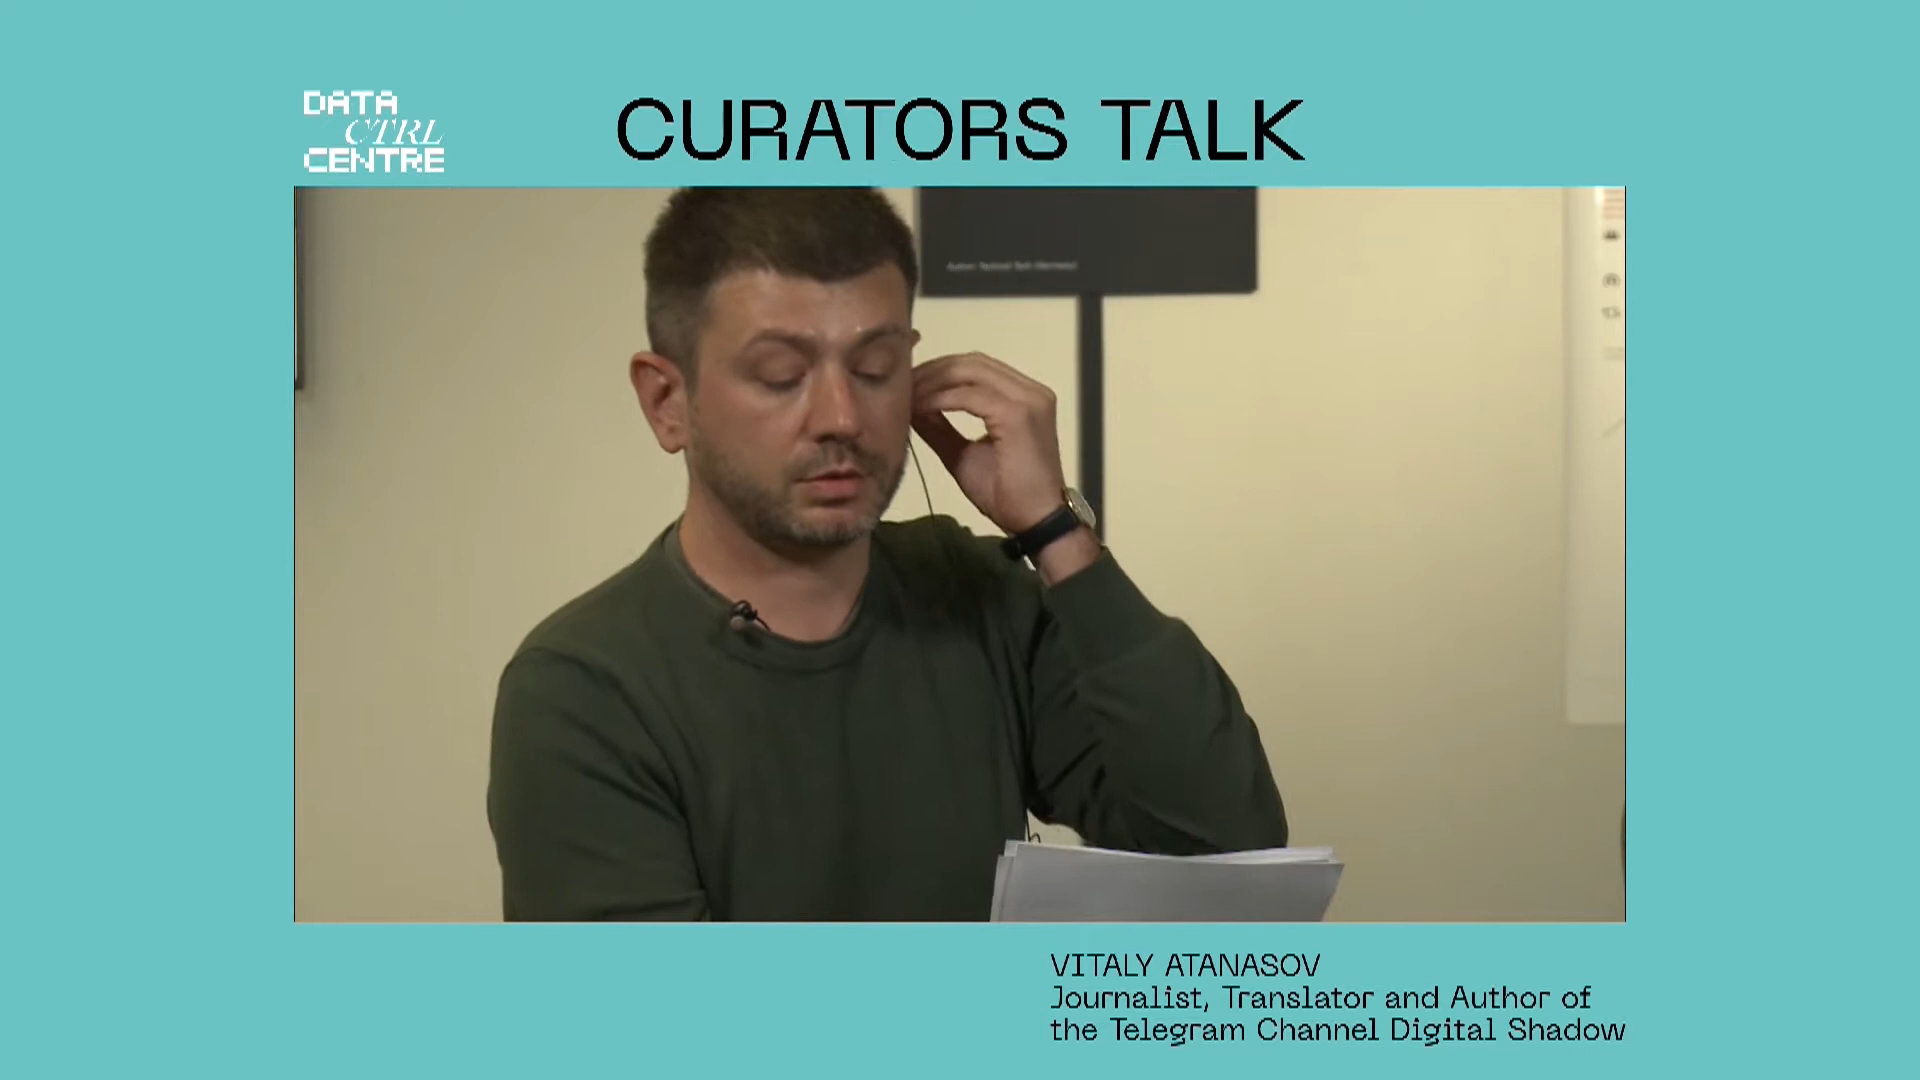 DATA
CTRL
CENTRE
CURATORS TALK
VITALY ATANASOV
Journalist, Translator and Author of
the Telegram Channel Digital Shadow